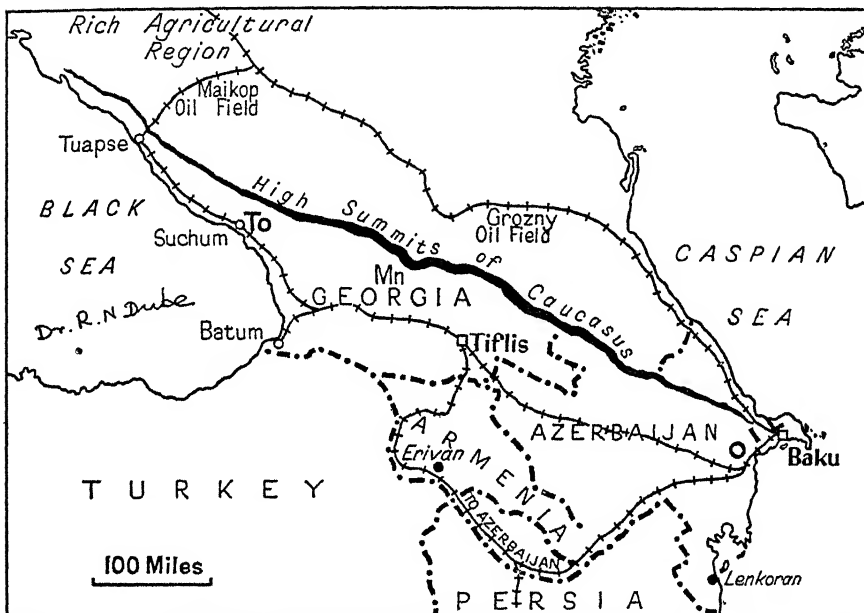 Rich Agricultural
Region
Maikop
Oil Field
Tuapse
BLACK
SEA
To
Suchum
High Summits of Caucasus
Grozny
Oil Field
CASPIAN
SEA
Mn
GEORGIA
Dr. R. N Dube
Batum
Tiflis
AZERBAIJAN
O
Baku
ARMENIA
Erivan
TURKEY
TO AZERBAIJAN
100 Miles
Lenkoran
PERSIA